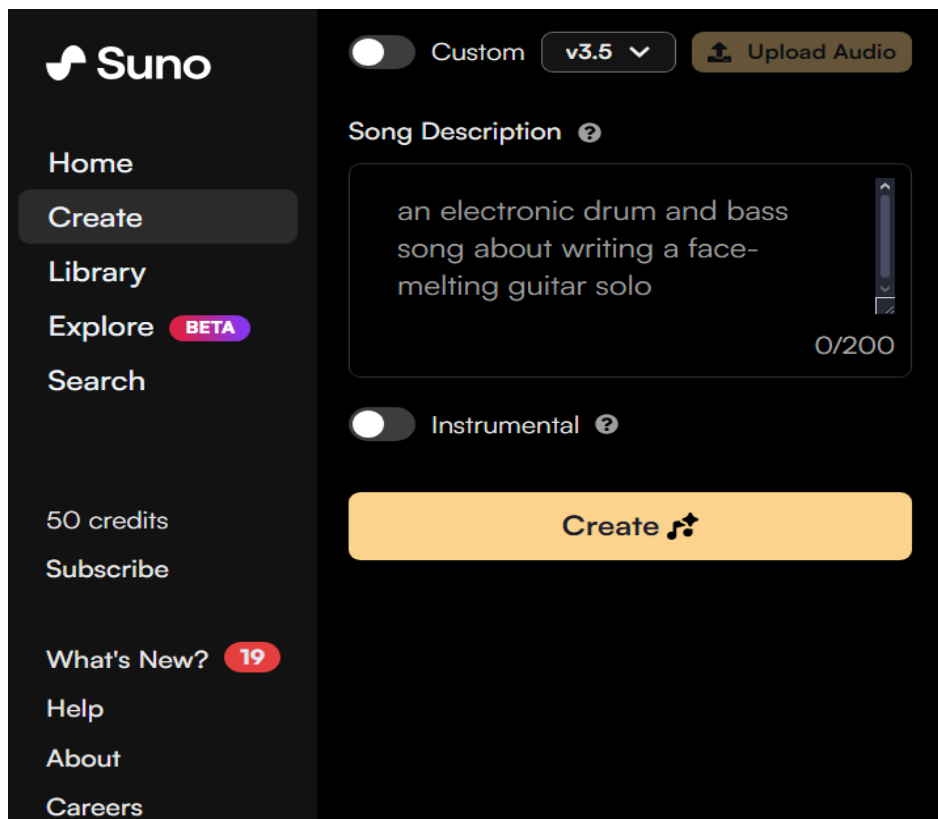 Suno
Home
Create
Library
Explore BETA
Search
50 credits
Subscribe
What's New? 19
Help
About
Careers
Custom v3.5 Upload Audio
Song Description ?
an electronic drum and bass
song about writing a face-
melting guitar solo
0/200
Instrumental ?
Create